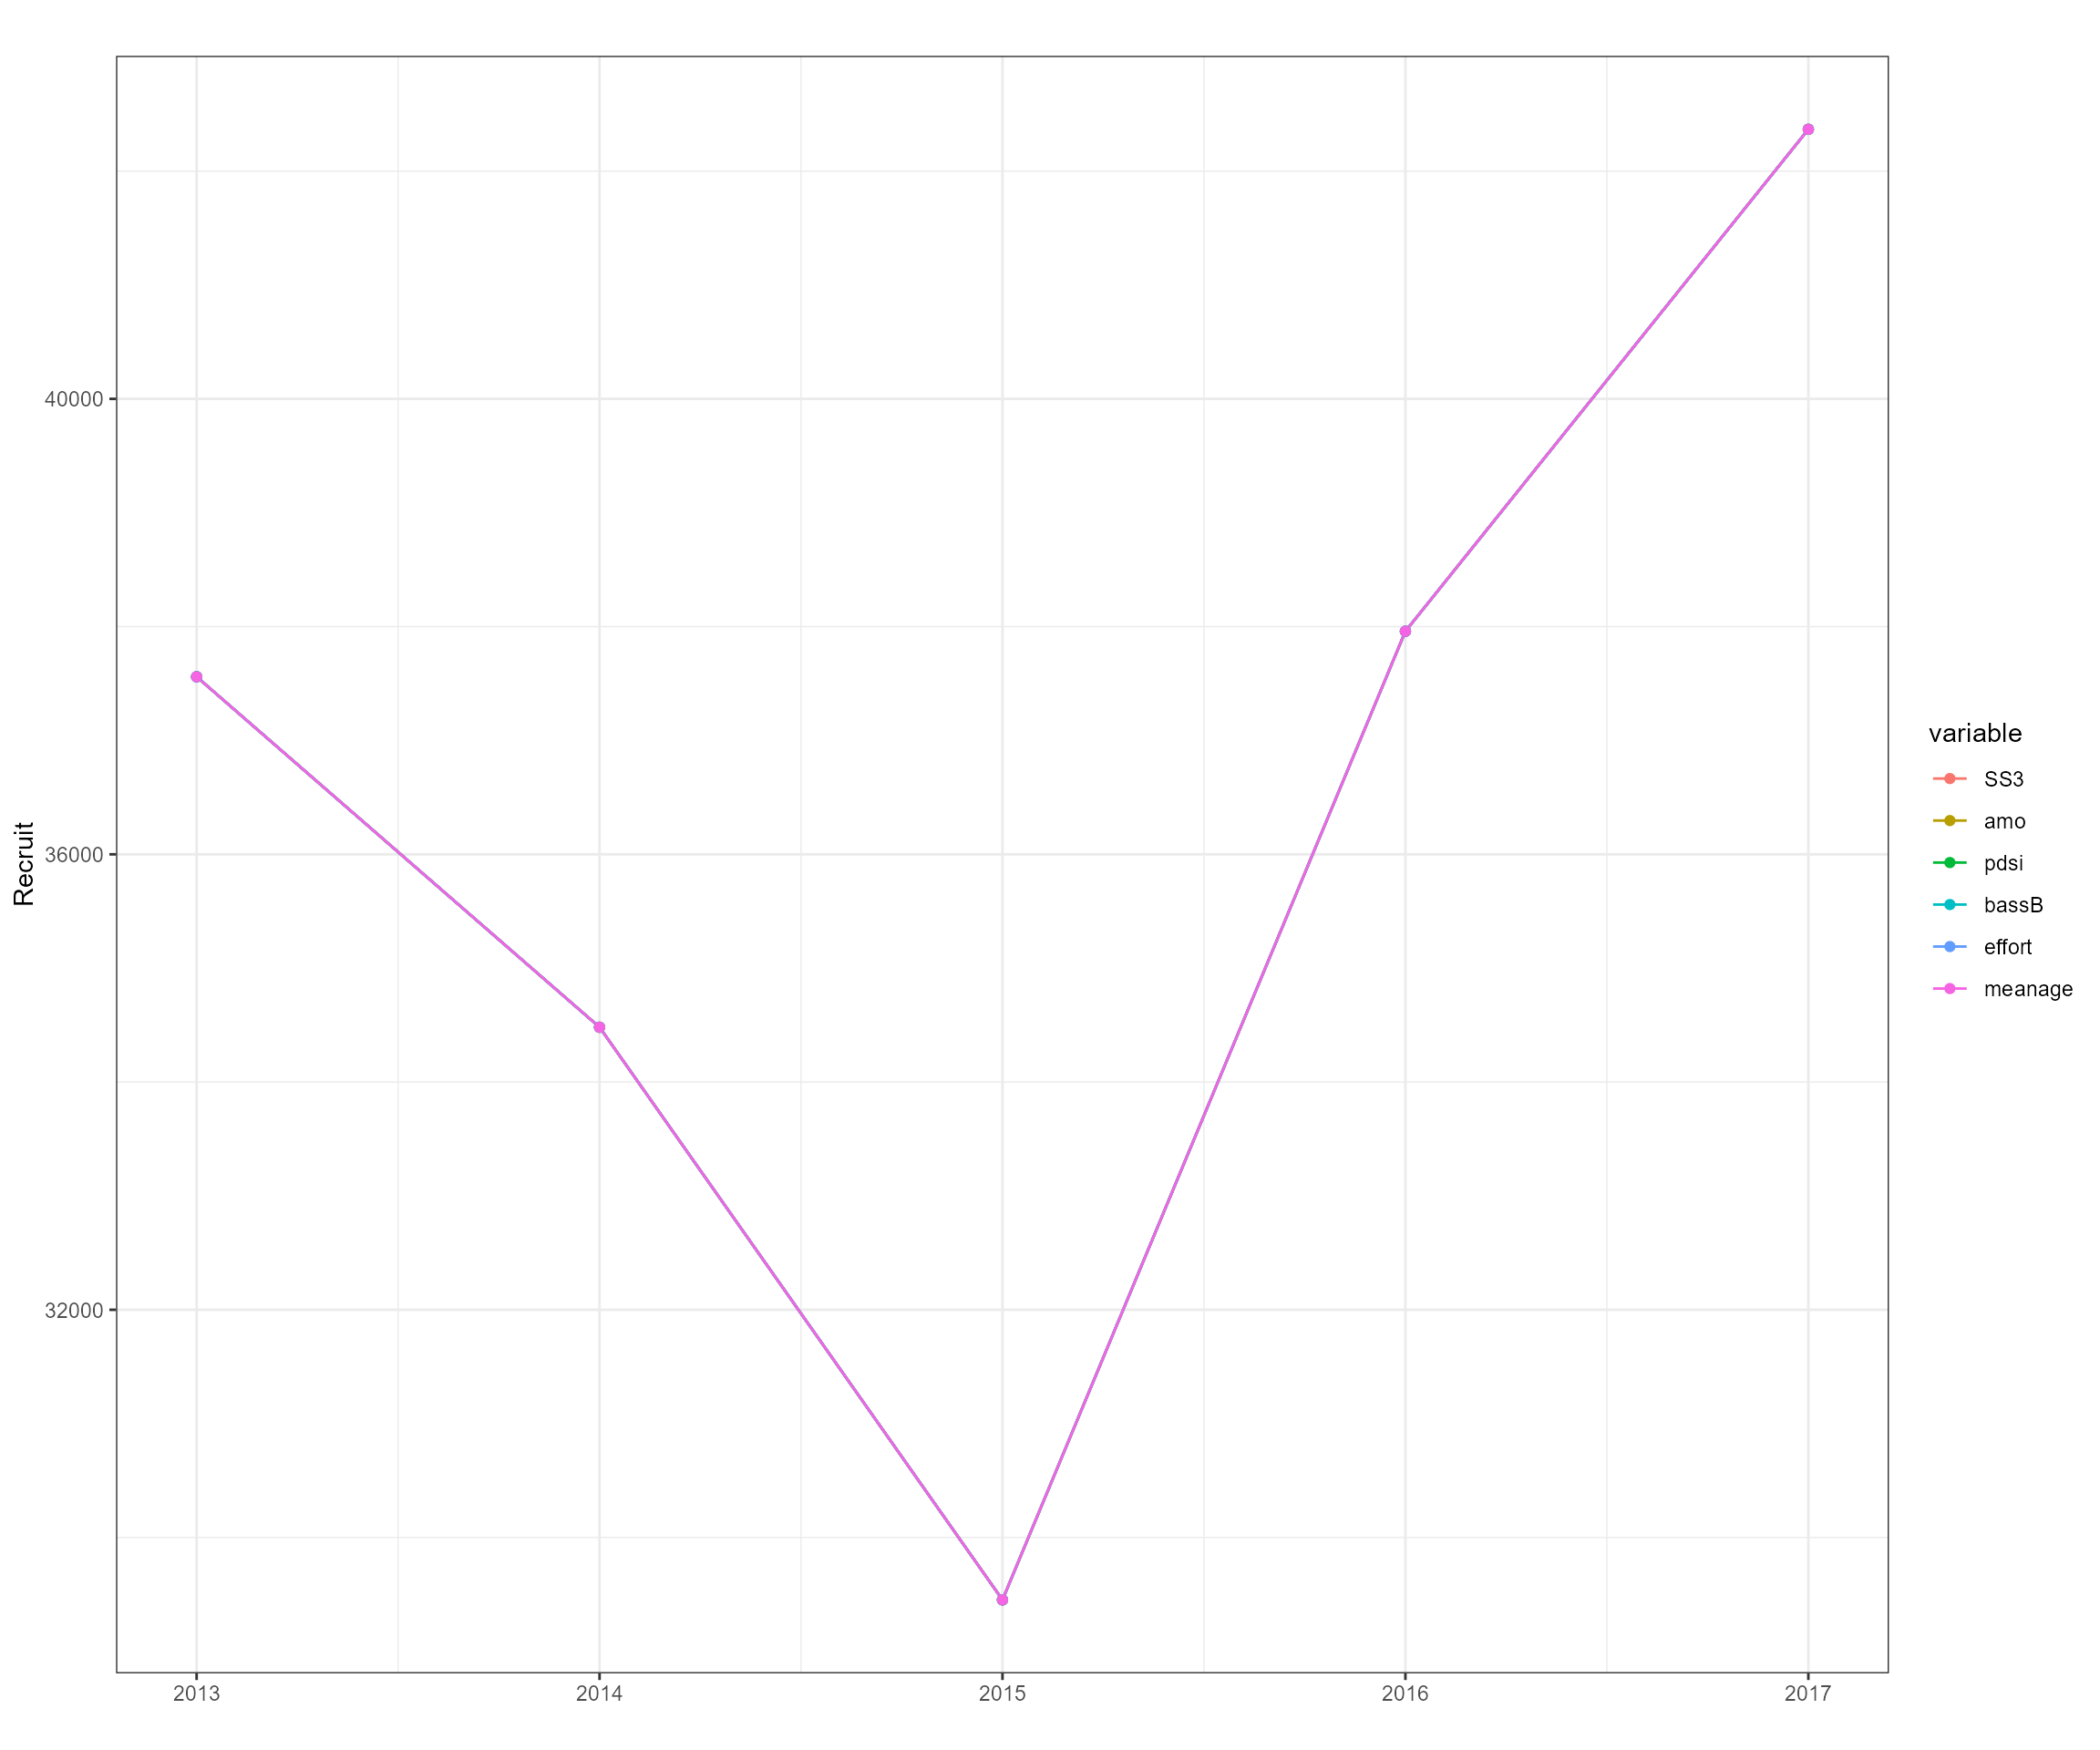 Recruit
40000
36000
32000
2013
2014
2015
2016
2017
variable
SS3
amo
pdsi
bassB
effort
meanage